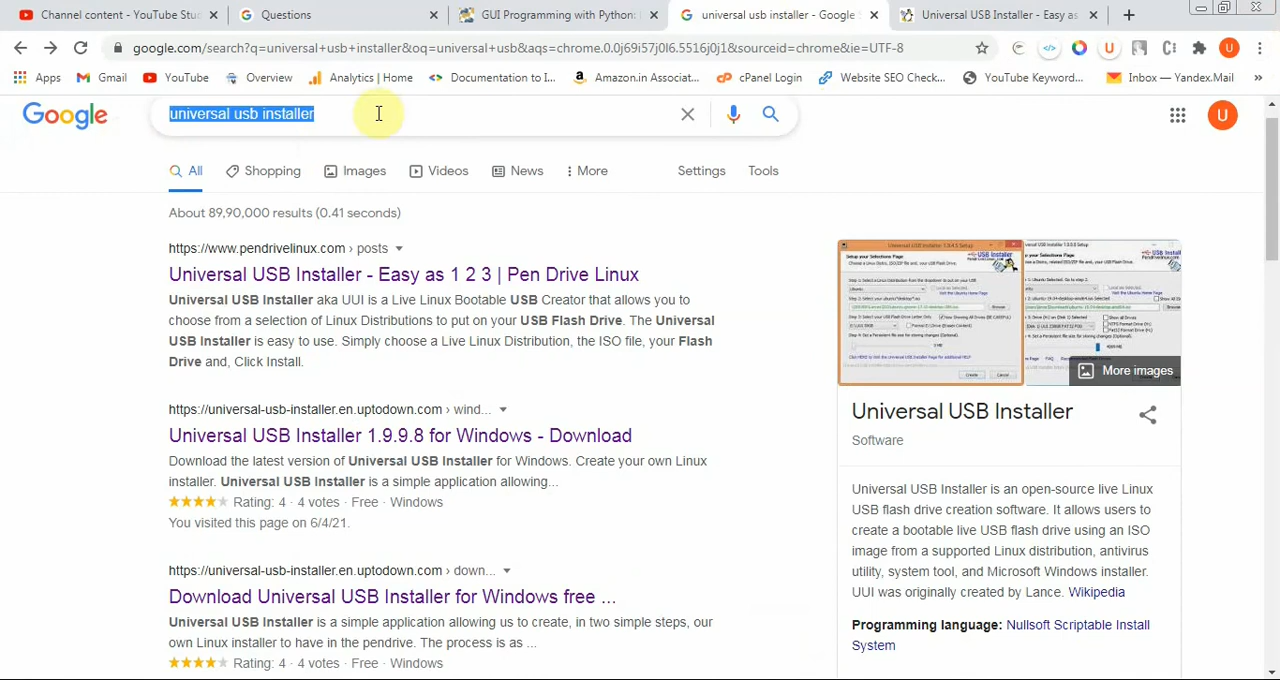 Channel content - YouTube Stu
Questions
GUI Programming with Python:
universal usb installer - Google S
Universal USB Installer - Easy as
google.com/search?q=universal+usb+installer&oq=universal+usb&aqs=chrome.0.0j69i57j0l6.5516j0j1&sourceid=chrome&ie=UTF-8
Apps
Gmail
YouTube
Overview
Analytics | Home
Documentation to I...
Amazon.in Associat...
cPanel Login
Website SEO Check...
YouTube Keyword...
Inbox — Yandex.Mail
Google
universal usb installer
U
All
Shopping
Images
Videos
News
More
Settings
Tools
About 89,90,000 results (0.41 seconds)
https://www.pendrivelinux.com › posts
Universal USB Installer – Easy as 1 2 3 | Pen Drive Linux
Universal USB Installer aka UUI is a Live Linux Bootable USB Creator that allows you to
choose from a selection of Linux Distributions to put on your USB Flash Drive. The Universal
USB Installer is easy to use. Simply choose a Live Linux Distribution, the ISO file, your Flash
Drive and, Click Install.
https://universal-usb-installer.en.uptodown.com › wind...
Universal USB Installer 1.9.9.8 for Windows - Download
Download the latest version of Universal USB Installer for Windows. Create your own Linux
installer. Universal USB Installer is a simple application allowing...
Rating: 4 · 4 votes · Free · Windows
You visited this page on 6/4/21.
https://universal-usb-installer.en.uptodown.com › down...
Download Universal USB Installer for Windows free ...
Universal USB Installer is a simple application allowing us to create, in two simple steps, our
own Linux installer to have in the pendrive. The process is as ...
Rating: 4 · 4 votes · Free · Windows
More images
Universal USB Installer
Software
Universal USB Installer is an open-source live Linux
USB flash drive creation software. It allows users to
create a bootable live USB flash drive using an ISO
image from a supported Linux distribution, antivirus
utility, system tool, and Microsoft Windows installer.
UUI was originally created by Lance. Wikipedia
Programming language: Nullsoft Scriptable Install
System